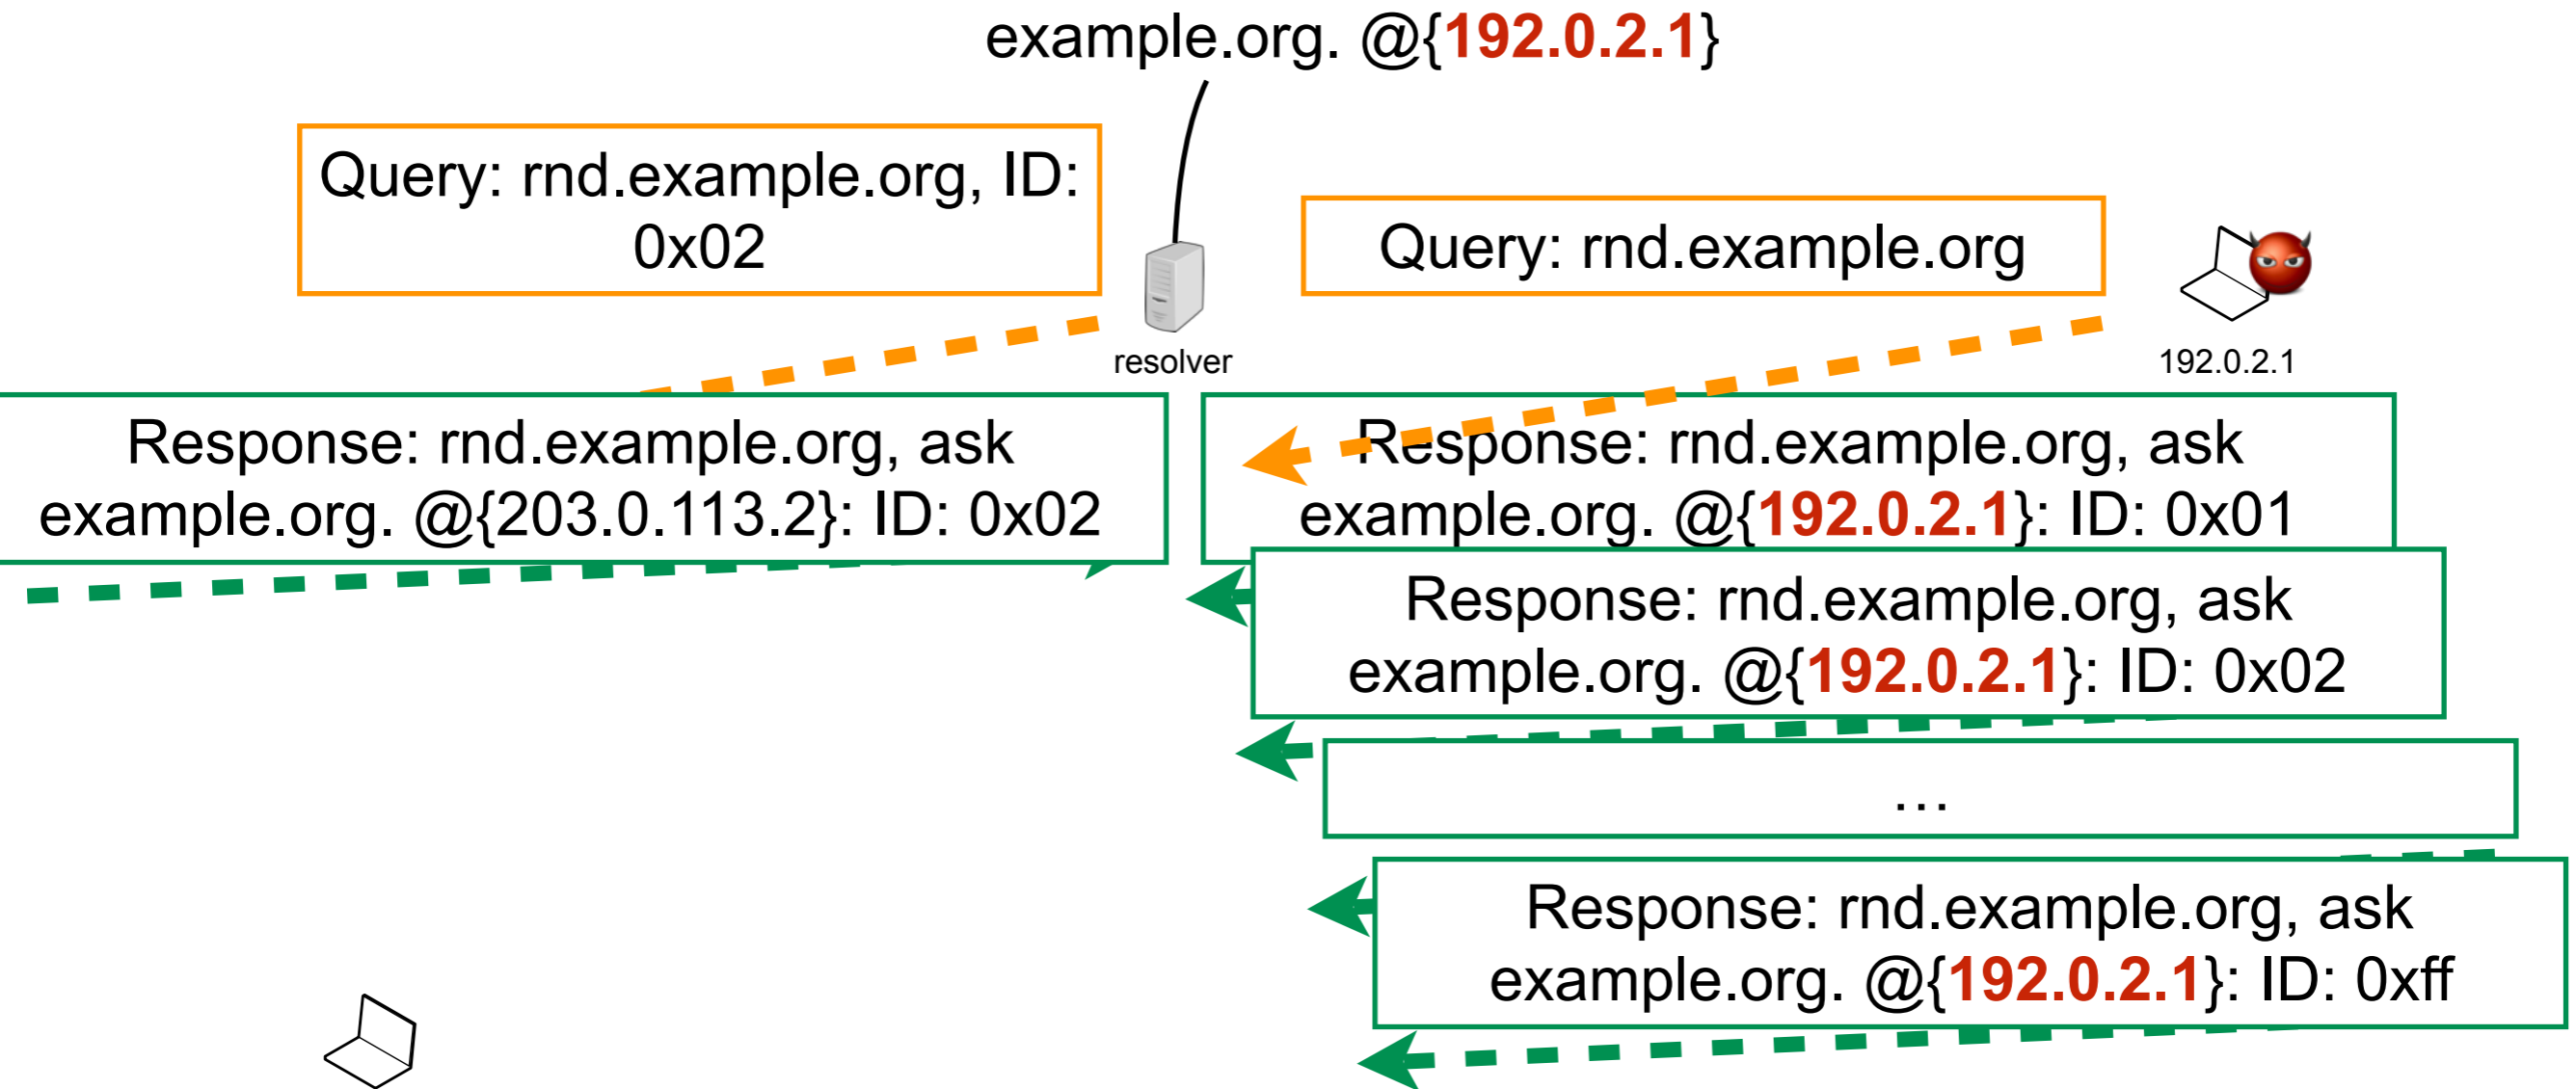 example.org. @{192.0.2.1}
Query: rnd.example.org, ID:
0x02
Query: rnd.example.org
resolver
192.0.2.1
Response: rnd.example.org, ask
example.org. @{203.0.113.2}: ID: 0x02
Response: rnd.example.org, ask
example.org. @{192.0.2.1}: ID: 0x01
Response: rnd.example.org, ask
example.org. @{192.0.2.1}: ID: 0x02
...
Response: rnd.example.org, ask
example.org. @{192.0.2.1}: ID: 0xff